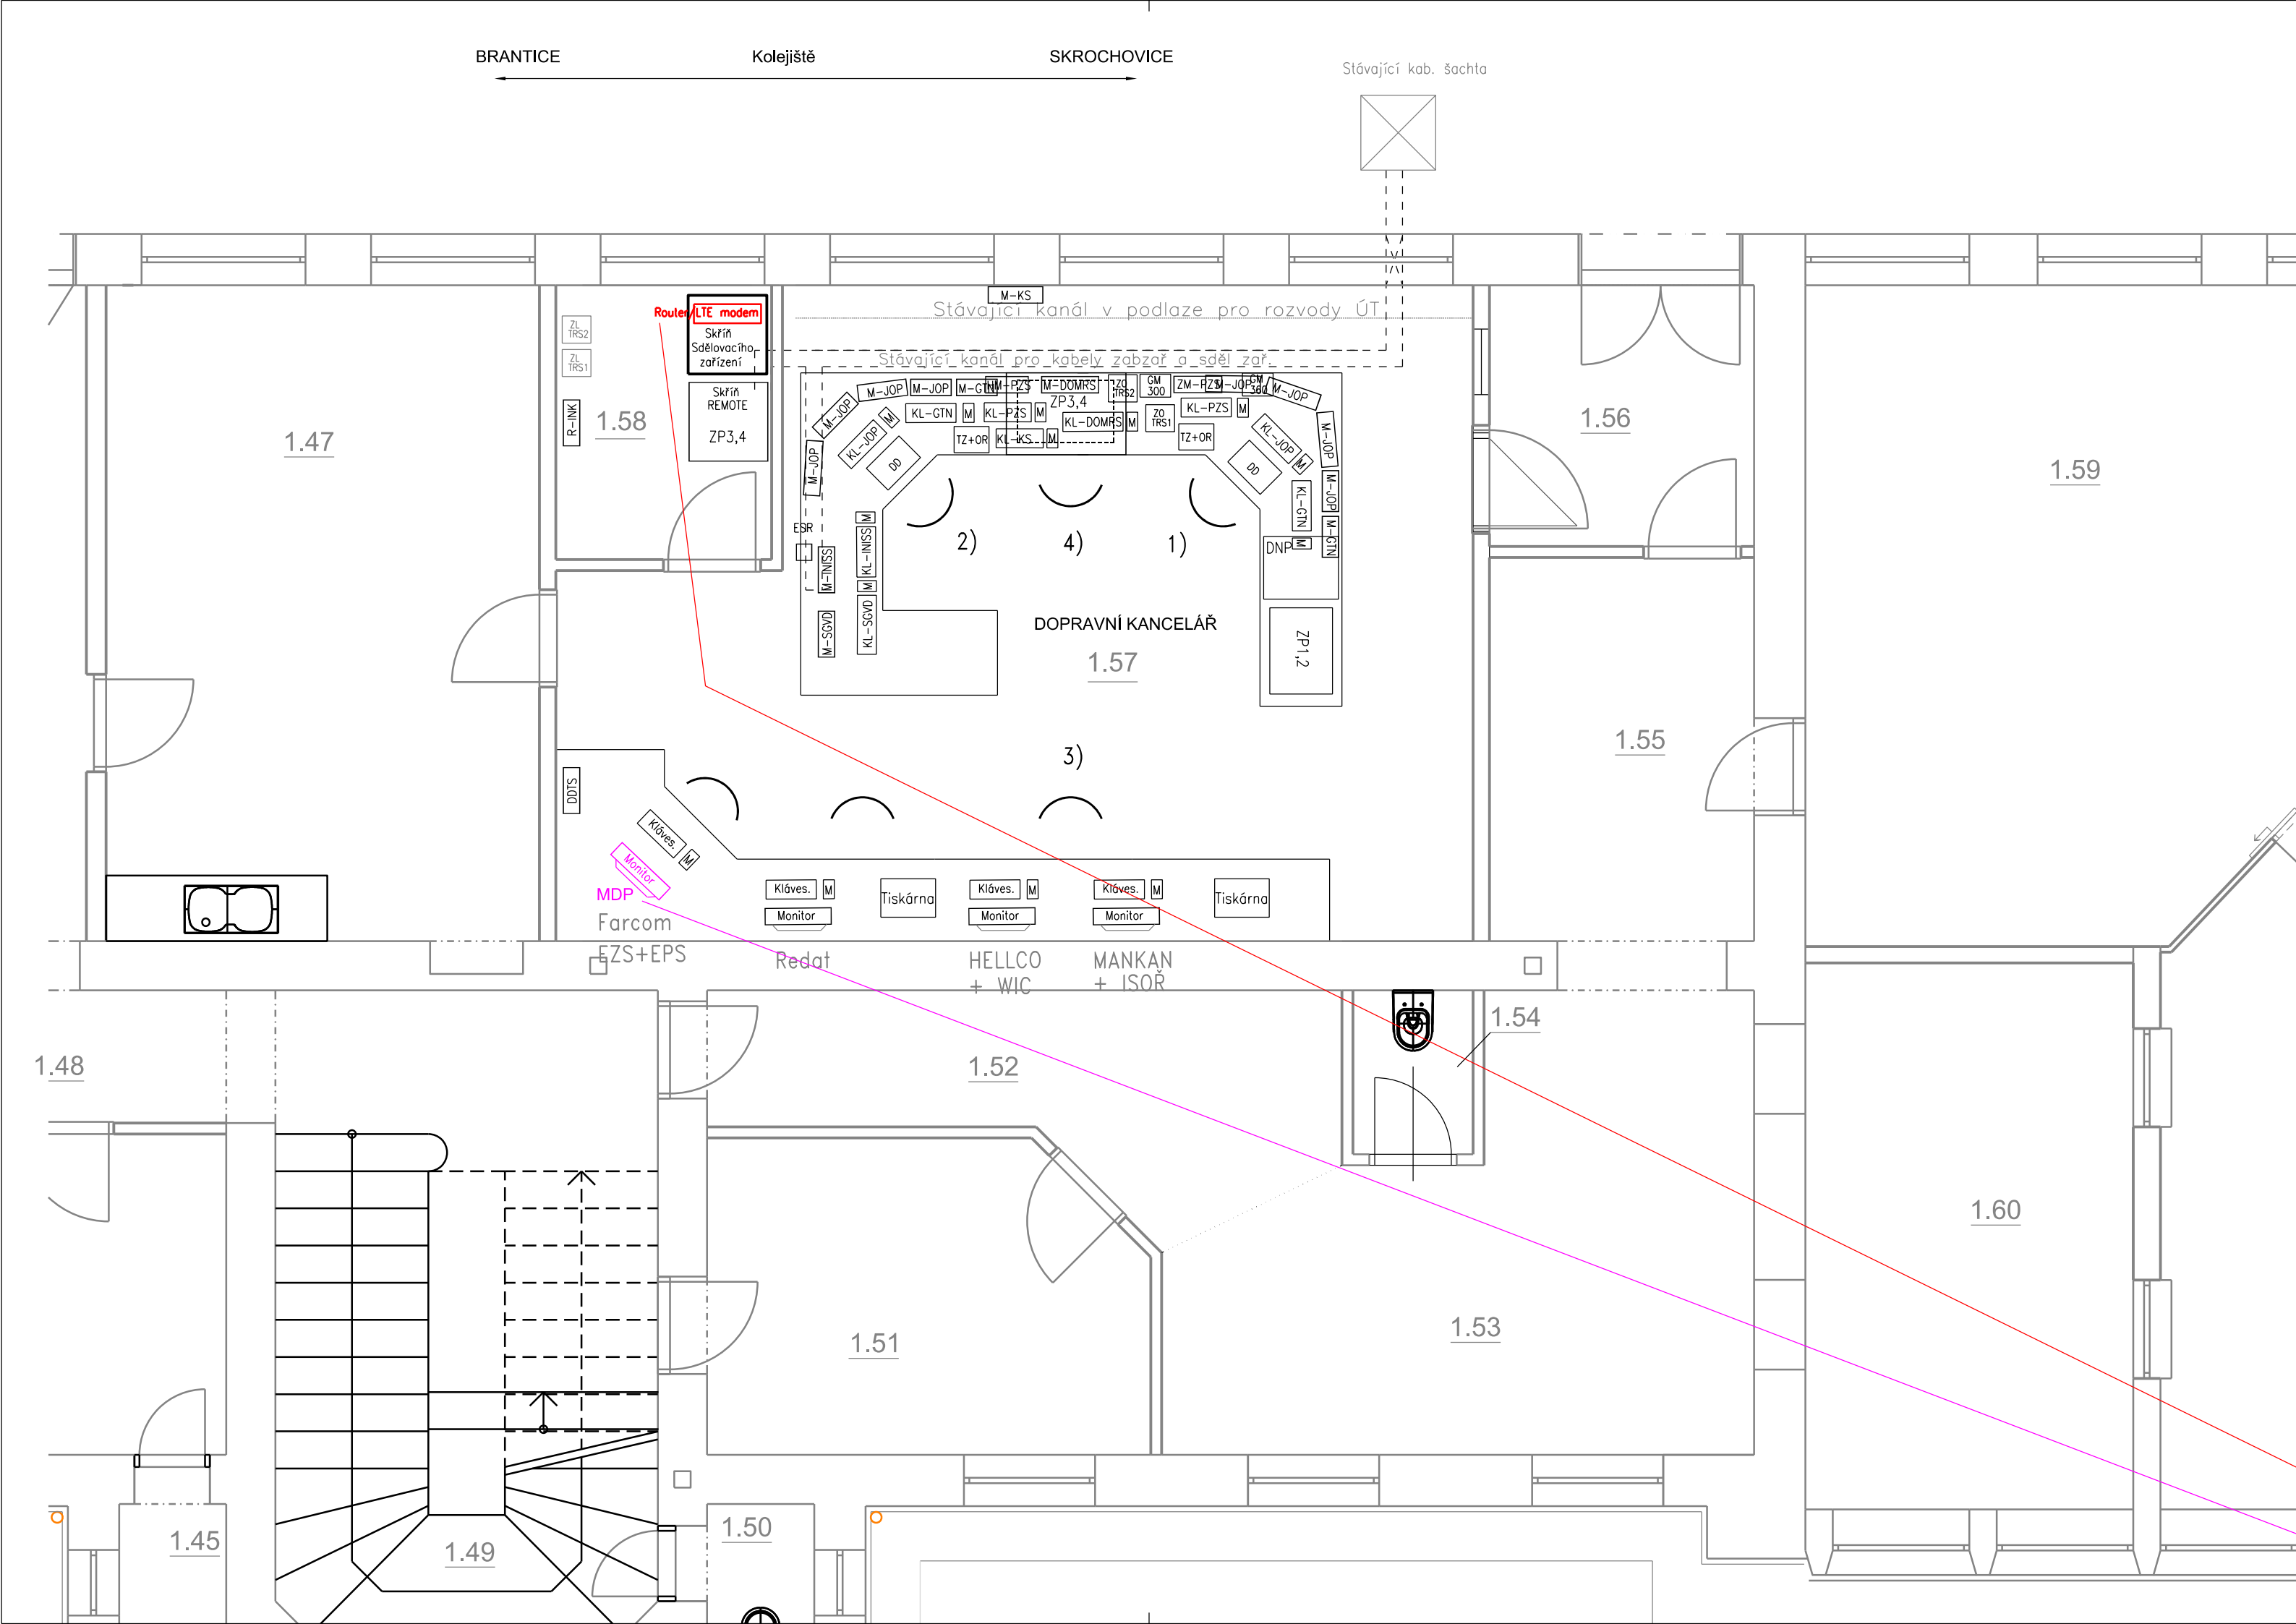 BRANTICE
Kolejiště
SKROCHOVICE
Stávající kab. šachta
M-KS
Stávající kanál v podlaze pro rozvody ÚT
Router/
LTE modem
Skříň
Sdělovacího
zařízení
ZL
TRS2
ZL
TRS1
Stávající kanál pro kabely zabzař a sděl zař.
Skříň
REMOTE
ZP3,4
R-INK
1.58
1.47
M-JOP
M-JOP
M-JOP
M-JOP
M-GTN
M-PZS
M-DOMRS
ZO
TRS2
GM
300
ZM-PZS
M-JOP
GM
360
M-JOP
M-JOP
M-JOP
M-GTN
ZP3,4
KL-GTN
M
KL-PZS
M
KL-DOMRS
M
ZO
TRS1
KL-PZS
M
KL-JOP
M
TZ+OR
KL-KS
M
TZ+OR
KL-JOP
M
DD
DD
KL-GTN
M
DNP
1.56
1.59
ESR
M
KL-INISS
M-INISS
M
KL-SGVD
M-SGVD
2)
4)
1)
DOPRAVNÍ KANCELÁŘ
1.57
ZP1,2
1.55
3)
DDTS
Kláves.
M
Monitor
MDP
Farcom
EZS+EPS
Kláves.
M
Monitor
Redat
Tiskárna
Kláves.
M
Monitor
HELLCO
+ WIC
Kláves.
M
Monitor
MANKAN
+ ISOŘ
Tiskárna
1.54
1.48
1.52
1.60
1.51
1.53
1.45
1.49
1.50